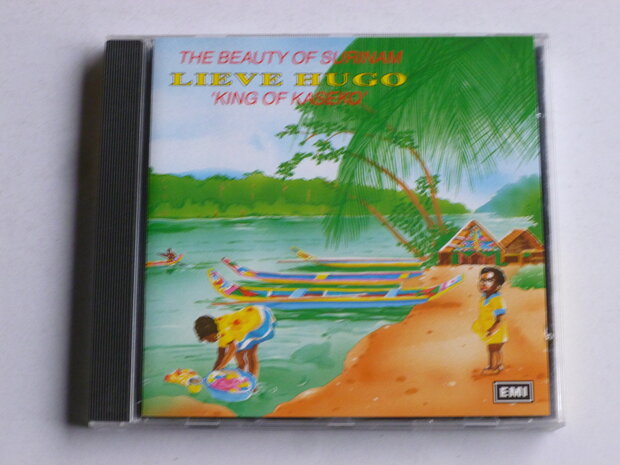 THE BEAUTY OF SURINAM
LIEVE HUGO
'KING OF KASEKO'
EMI